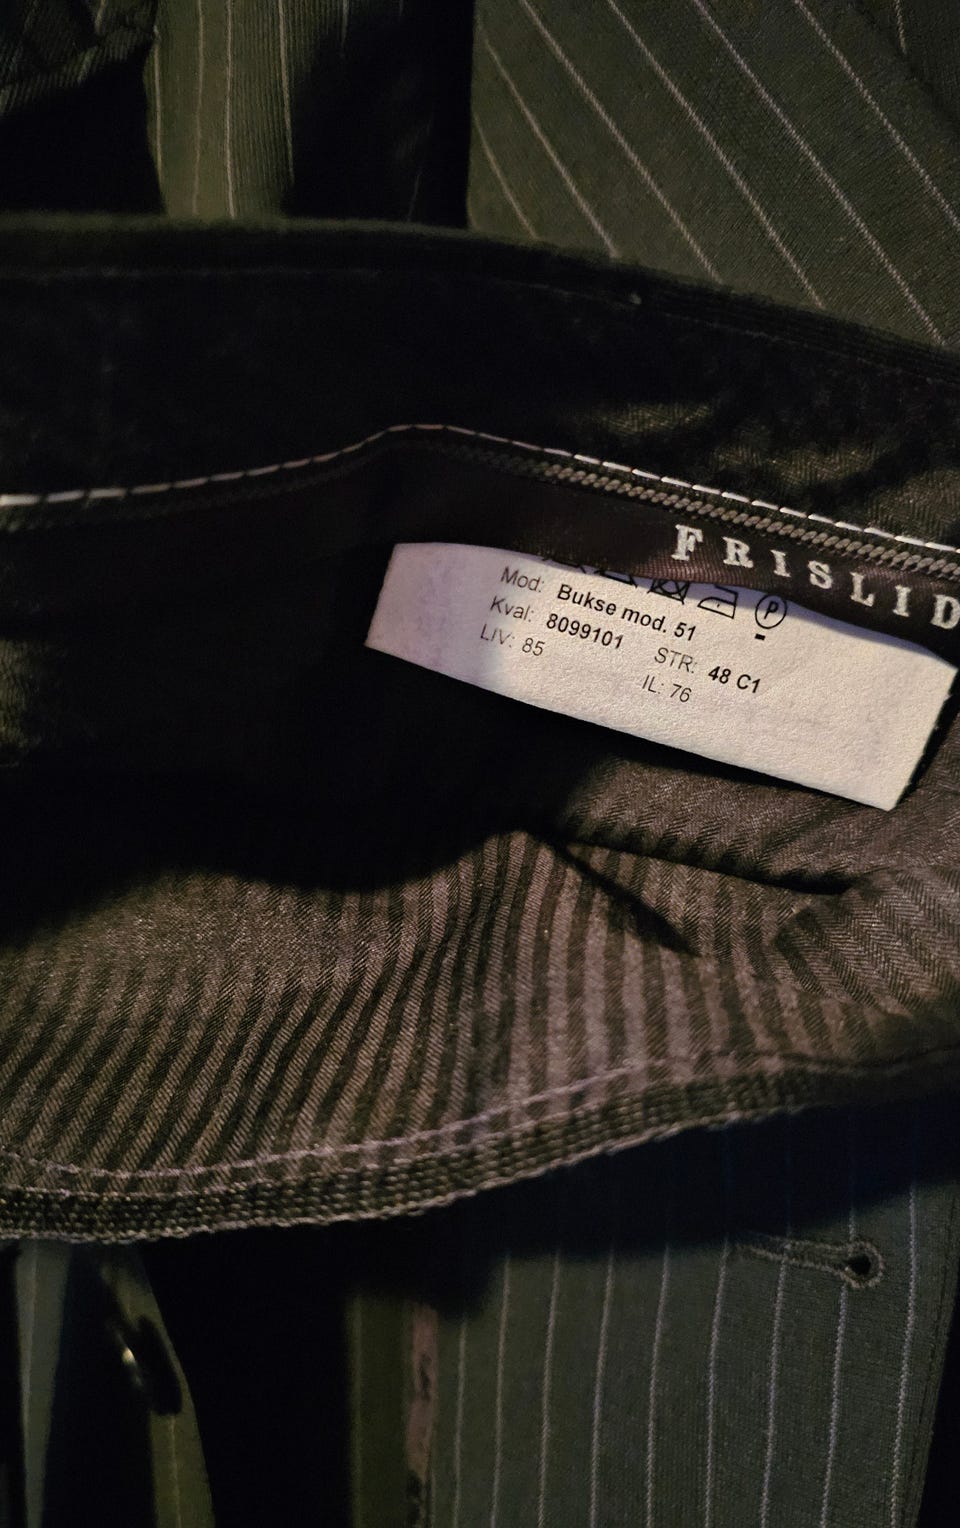 FRISLID
P
Mod: Bukse mod. 51
Kval: 8099101 STR: 48 C1
LIV: 85 IL: 76